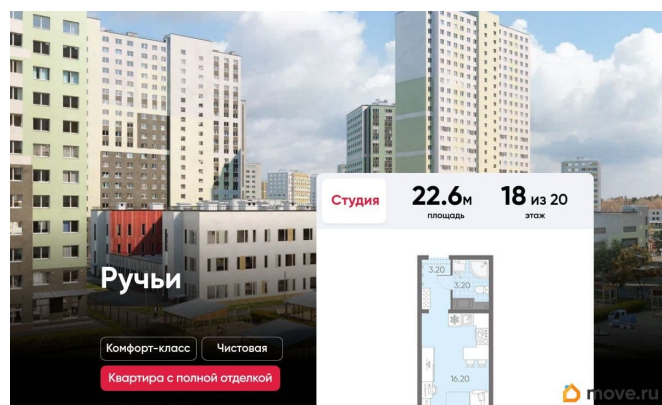 Студия
22.6м
площадь
18 из 20
этаж
3.20
3.20
16.20
Ручьи
Комфорт-класс
Чистовая
Квартира с полной отделкой
move.ru